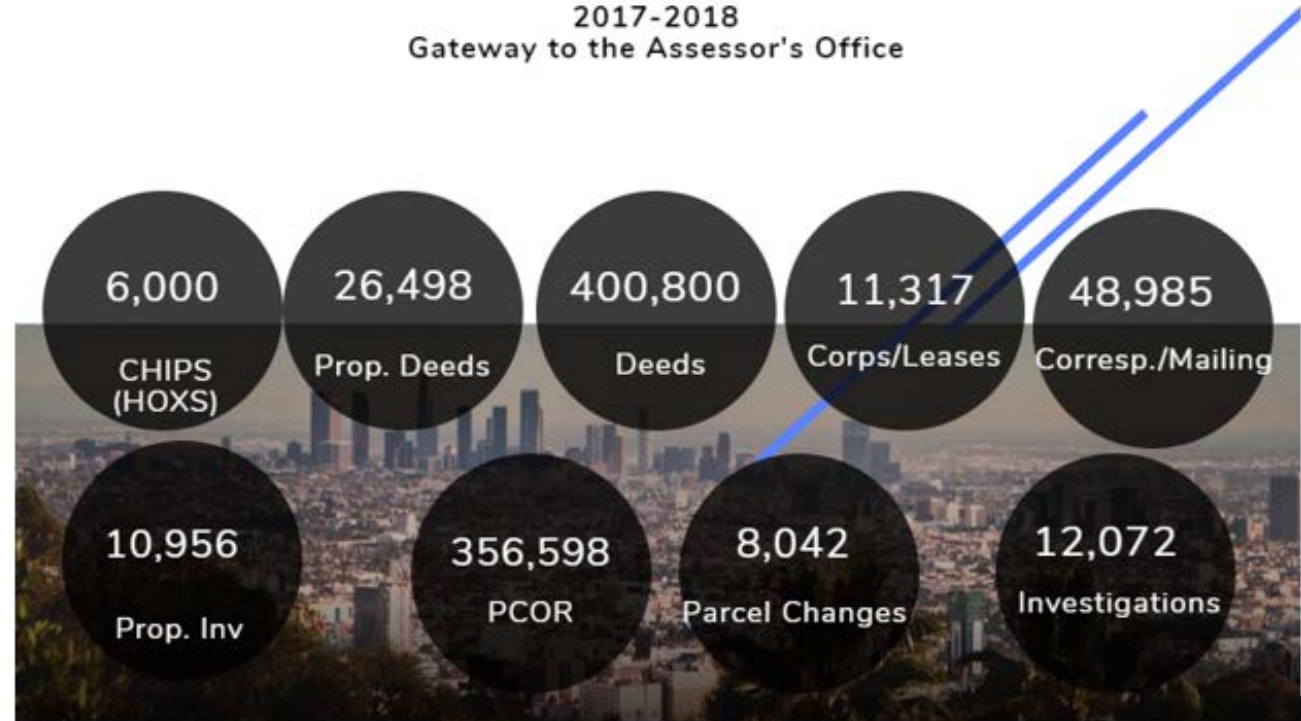 2017-2018
Gateway to the Assessor's Office
6,000
CHIPS
(HOXS)
26,498
Prop. Deeds
400,800
Deeds
11,317
Corps/Leases
48,985
Corresp./Mailing
10,956
Prop. Inv
356,598
PCOR
8,042
Parcel Changes
12,072
Investigations